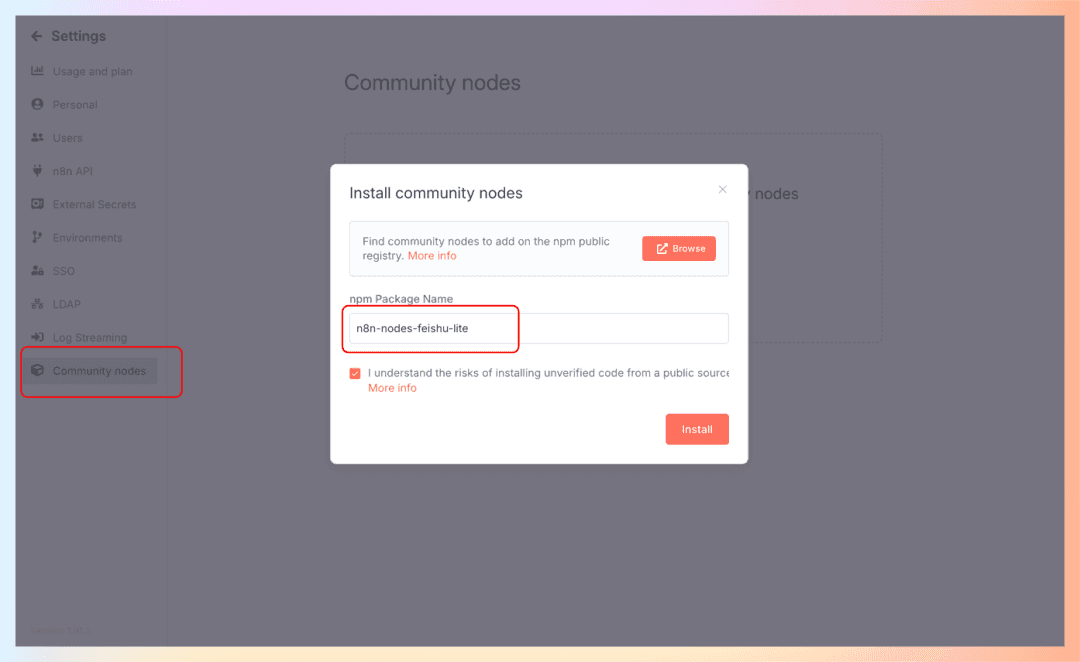 Settings
Usage and plan
Personal
Users
n8n API
External Secrets
Environments
SSO
LDAP
Log Streaming
Community nodes
Community nodes
nodes
Install community nodes
Find community nodes to add on the npm public
registry. More info
Browse
npm Package Name
n8n-nodes-feishu-lite
I understand the risks of installing unverified code from a public source
More info
Install